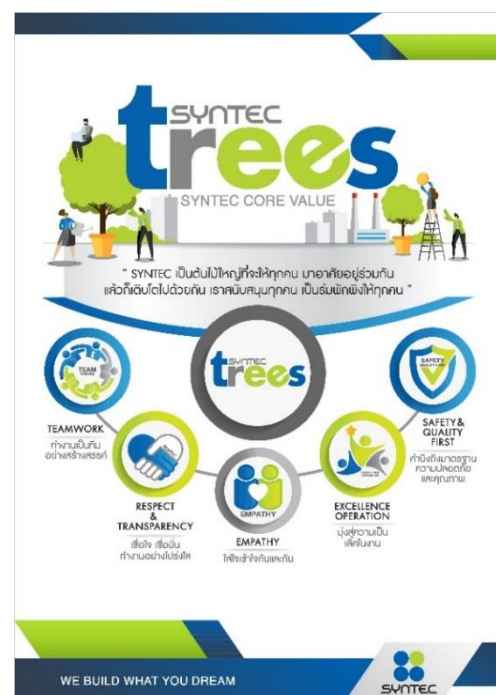 SYNTEC
trees
SYNTEC CORE VALUE
" SYNTEC เป็นต้นไม้ใหญ่ที่จะให้ทุกคน มาอาศัยอยู่ร่วมกัน
แล้วก็เติบโตไปด้วยกัน เราสนับสนุนทุกคน เป็นร่มพักพิงให้ทุกคน "
SYNTEC
trees
TEAM
TEAMWORK
ทำงานเป็นทีม
อย่างสร้างสรรค์
RESPECT
&
TRANSPARENCY
เชื่อใจ เชื่อมั่น
ทำงานอย่างโปร่งใส
EMPATHY
EMPATHY
ใส่ใจเข้าใจกันและกัน
EXCELLENCE
OPERATION
มุ่งสู่ความเป็น
เลิศในงาน
SAFETY
SAFETY&
QUALITY
FIRST
คำนึงถึงมาตรฐาน
ความปลอดภัย
และคุณภาพ
WE BUILD WHAT YOU DREAM
SYNTEC